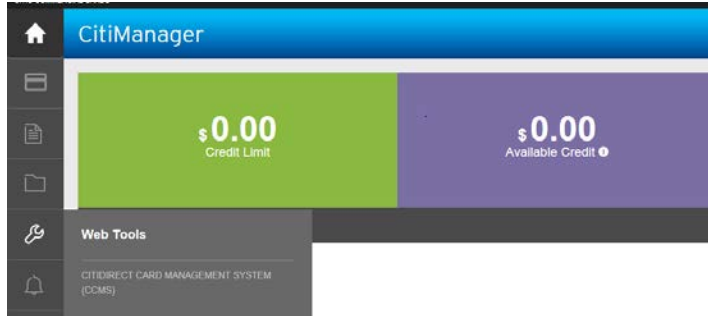 CitiManager
$0.00
Credit Limit
$0.00
Available Credit
Web Tools
CITIDIRECT CARD MANAGEMENT SYSTEM
(CCMS)